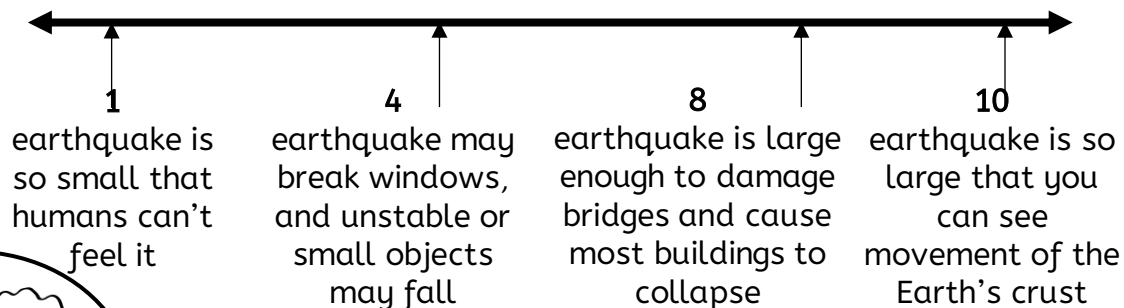 1
earthquake is
so small that
humans can't
feel it
4
earthquake may
break windows,
and unstable or
small objects
may fall
8
earthquake is large
enough to damage
bridges and cause
most buildings to
collapse
10
earthquake is so
large that you
can see
movement of the
Earth's crust